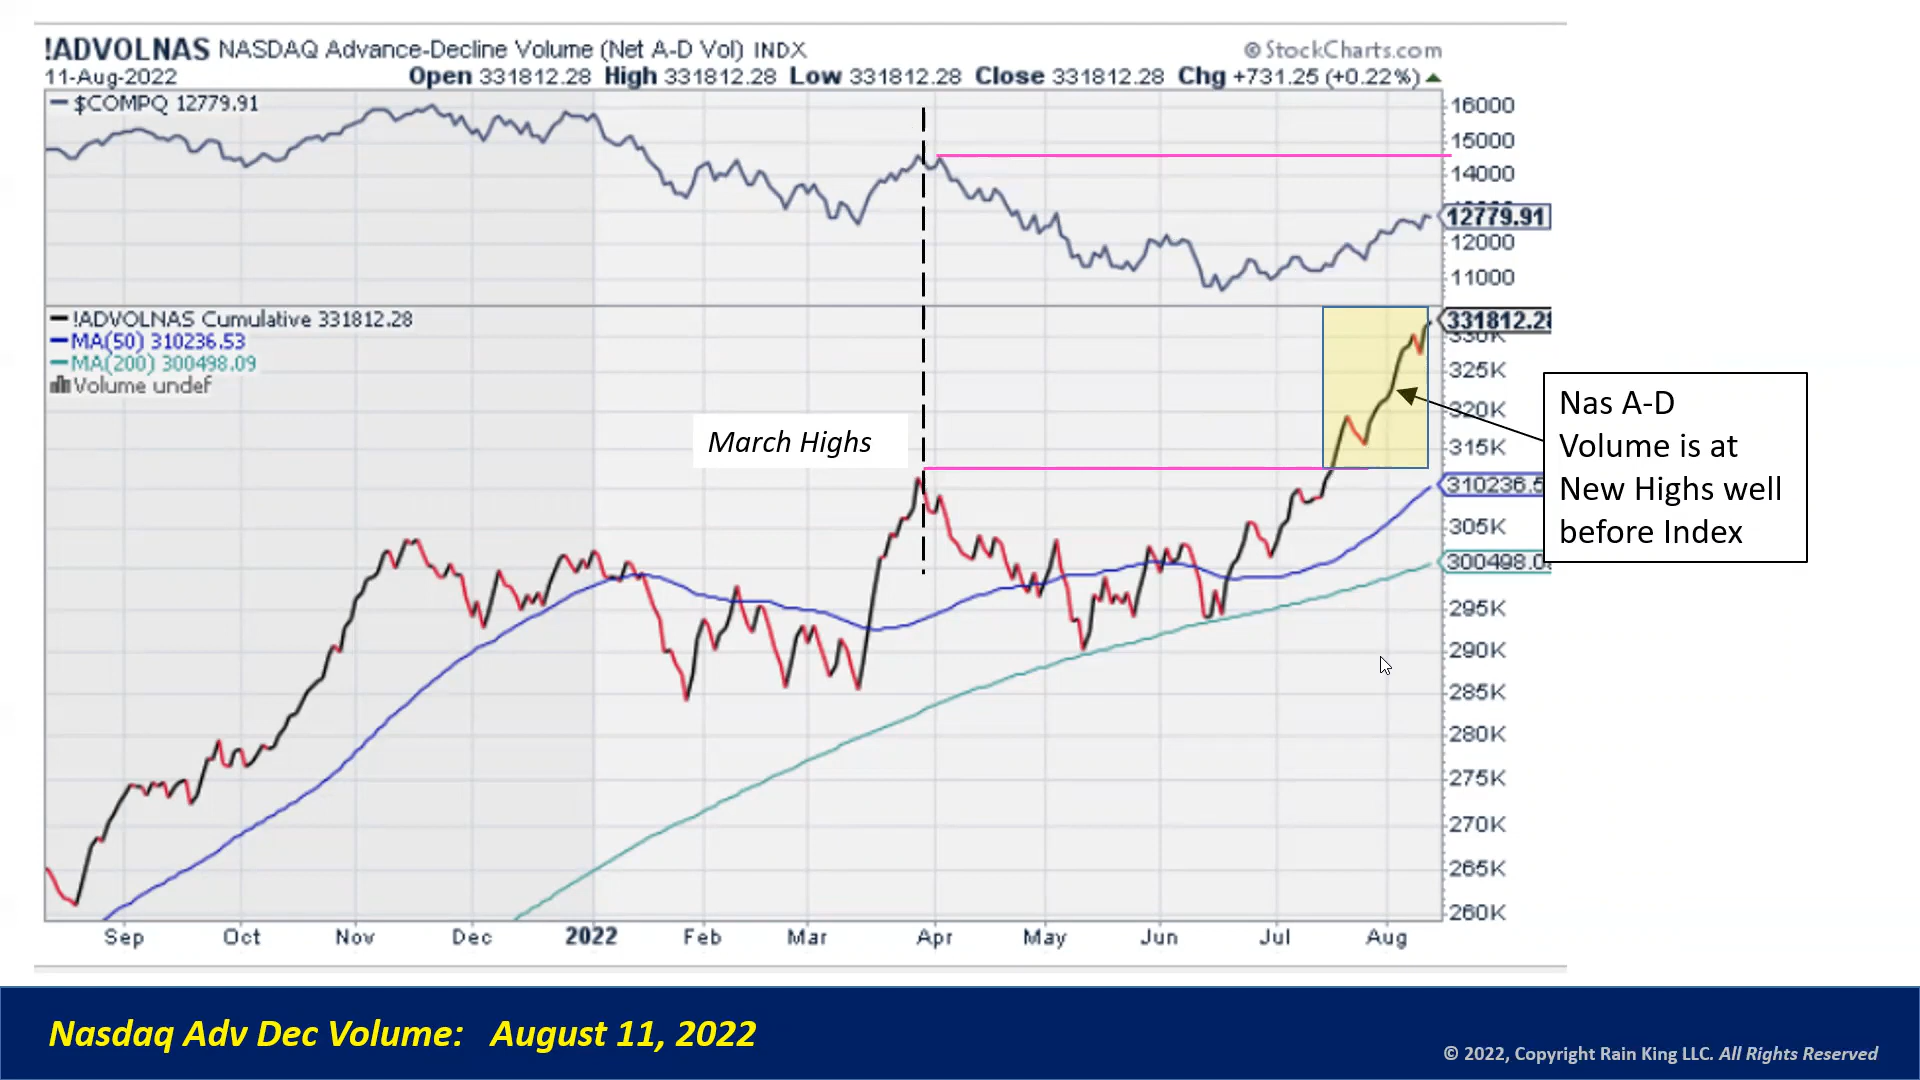 !ADVOLNAS NASDAQ Advance-Decline Volume (Net A-D Vol) INDX
© StockCharts.com
11-Aug-2022
Open 331812.28 High 331812.28 Low 331812.28 Close 331812.28 Chg +731.25 (+0.22%)
$COMPQ 12779.91
16000
15000
14000
12779.91
12000
11000
!ADVOLNAS Cumulative 331812.28
MA(50) 310236.53
MA(200) 300498.09
Volume undef
331812.28
330K
325K
320K
315K
310236.5
305K
300498.0
295K
290K
285K
280K
275K
270K
265K
260K
March Highs
Nas A-D
Volume is at
New Highs well
before Index
Sep Oct Nov Dec 2022 Feb Mar Apr May Jun Jul Aug
Nasdaq Adv Dec Volume: August 11, 2022
© 2022, Copyright Rain King LLC. All Rights Reserved